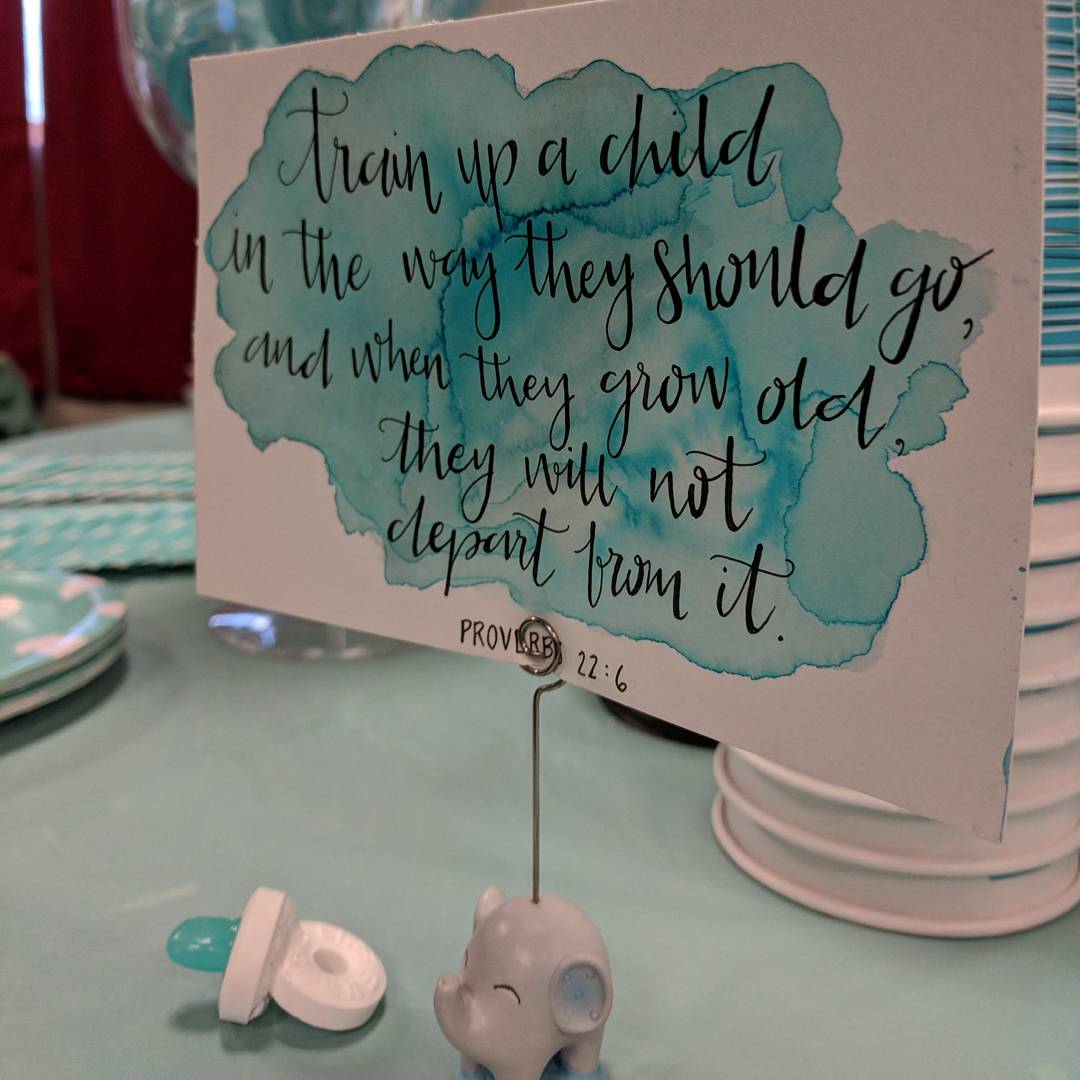 train up a child
in the way they should go,
and when they grow old,
they will not
depart from it.
PROVERB 22:6